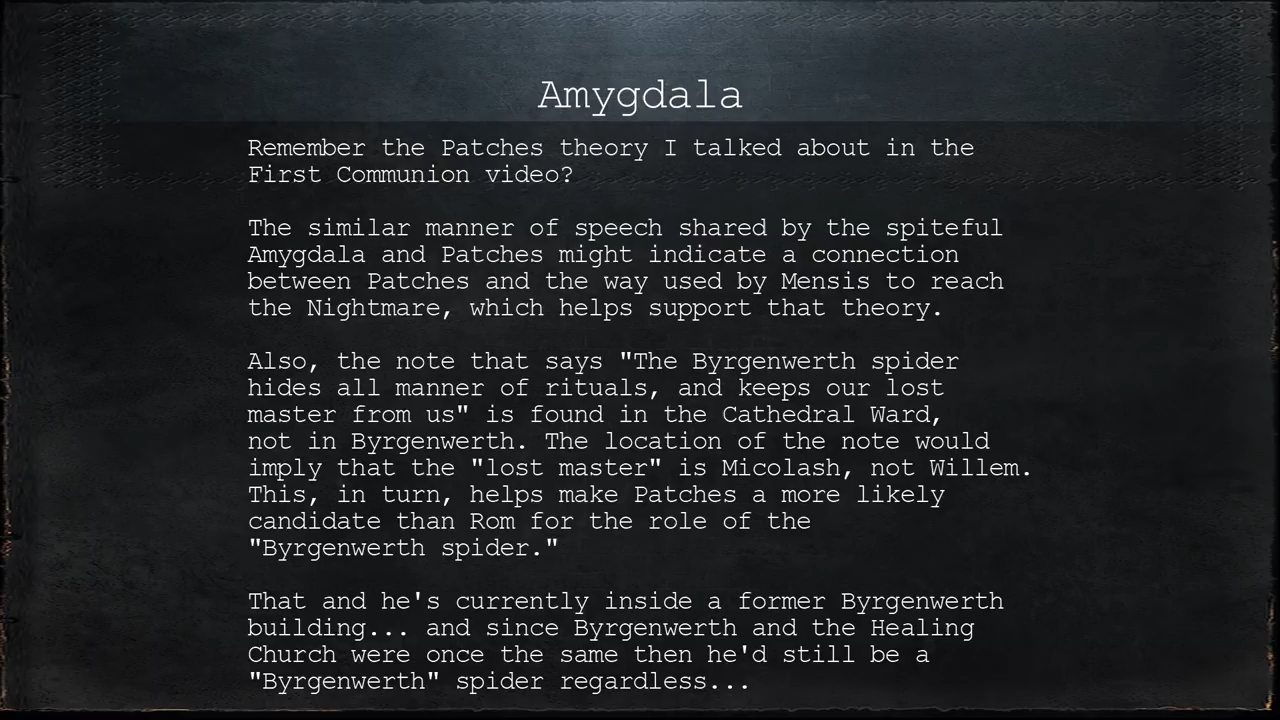 Amygdala
Remember the Patches theory I talked about in the
First Communion video?
The similar manner of speech shared by the spiteful
Amygdala and Patches might indicate a connection
between Patches and the way used by Mensis to reach
the Nightmare, which helps support that theory.
Also, the note that says "The Byrgenwerth spider
hides all manner of rituals, and keeps our lost
master from us" is found in the Cathedral Ward,
not in Byrgenwerth. The location of the note would
imply that the "lost master" is Micolash, not Willem.
This, in turn, helps make Patches a more likely
candidate than Rom for the role of the
"Byrgenwerth spider."
That and he's currently inside a former Byrgenwerth
building... and since Byrgenwerth and the Healing
Church were once the same then he'd still be a
"Byrgenwerth" spider regardless...